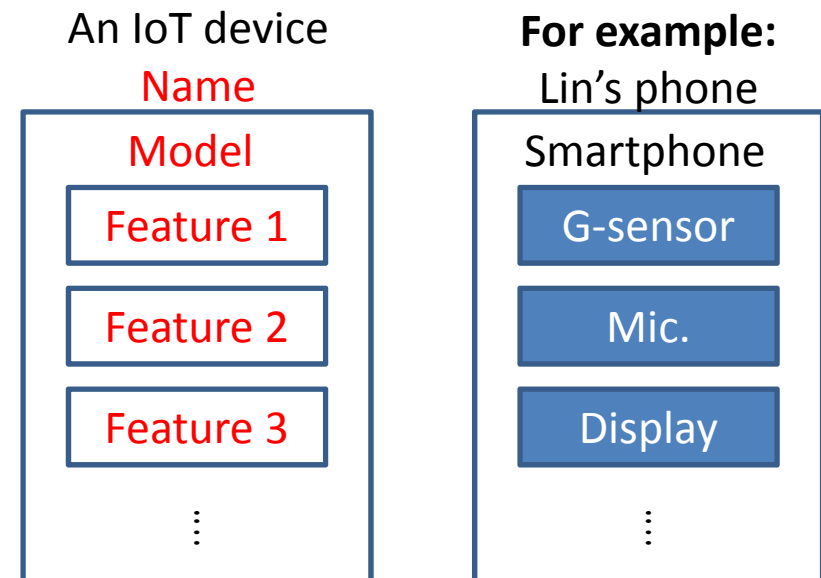 An IoT device
Name
Model
Feature 1
Feature 2
Feature 3
⋮
For example:
Lin’s phone
Smartphone
G-sensor
Mic.
Display
⋮